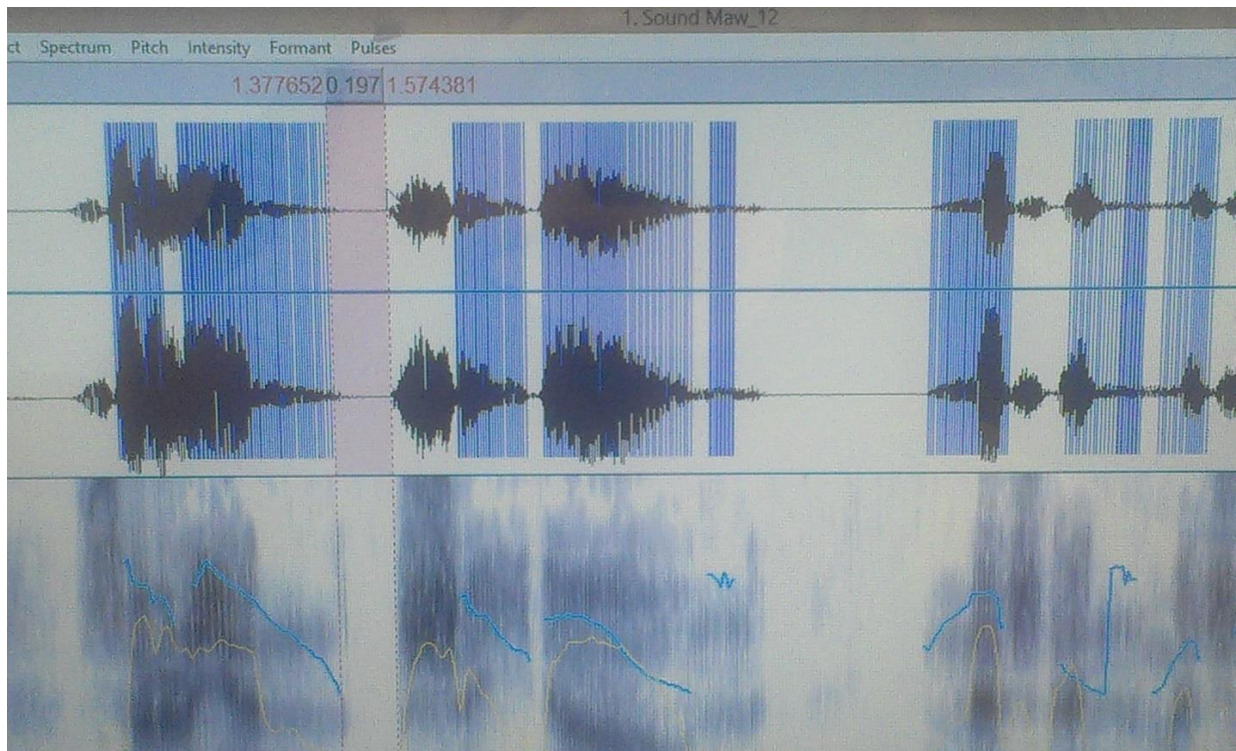 1. Sound Maw_12
ct Spectrum Pitch Intensity Formant Pulses
1.377652 0.197 1.574381